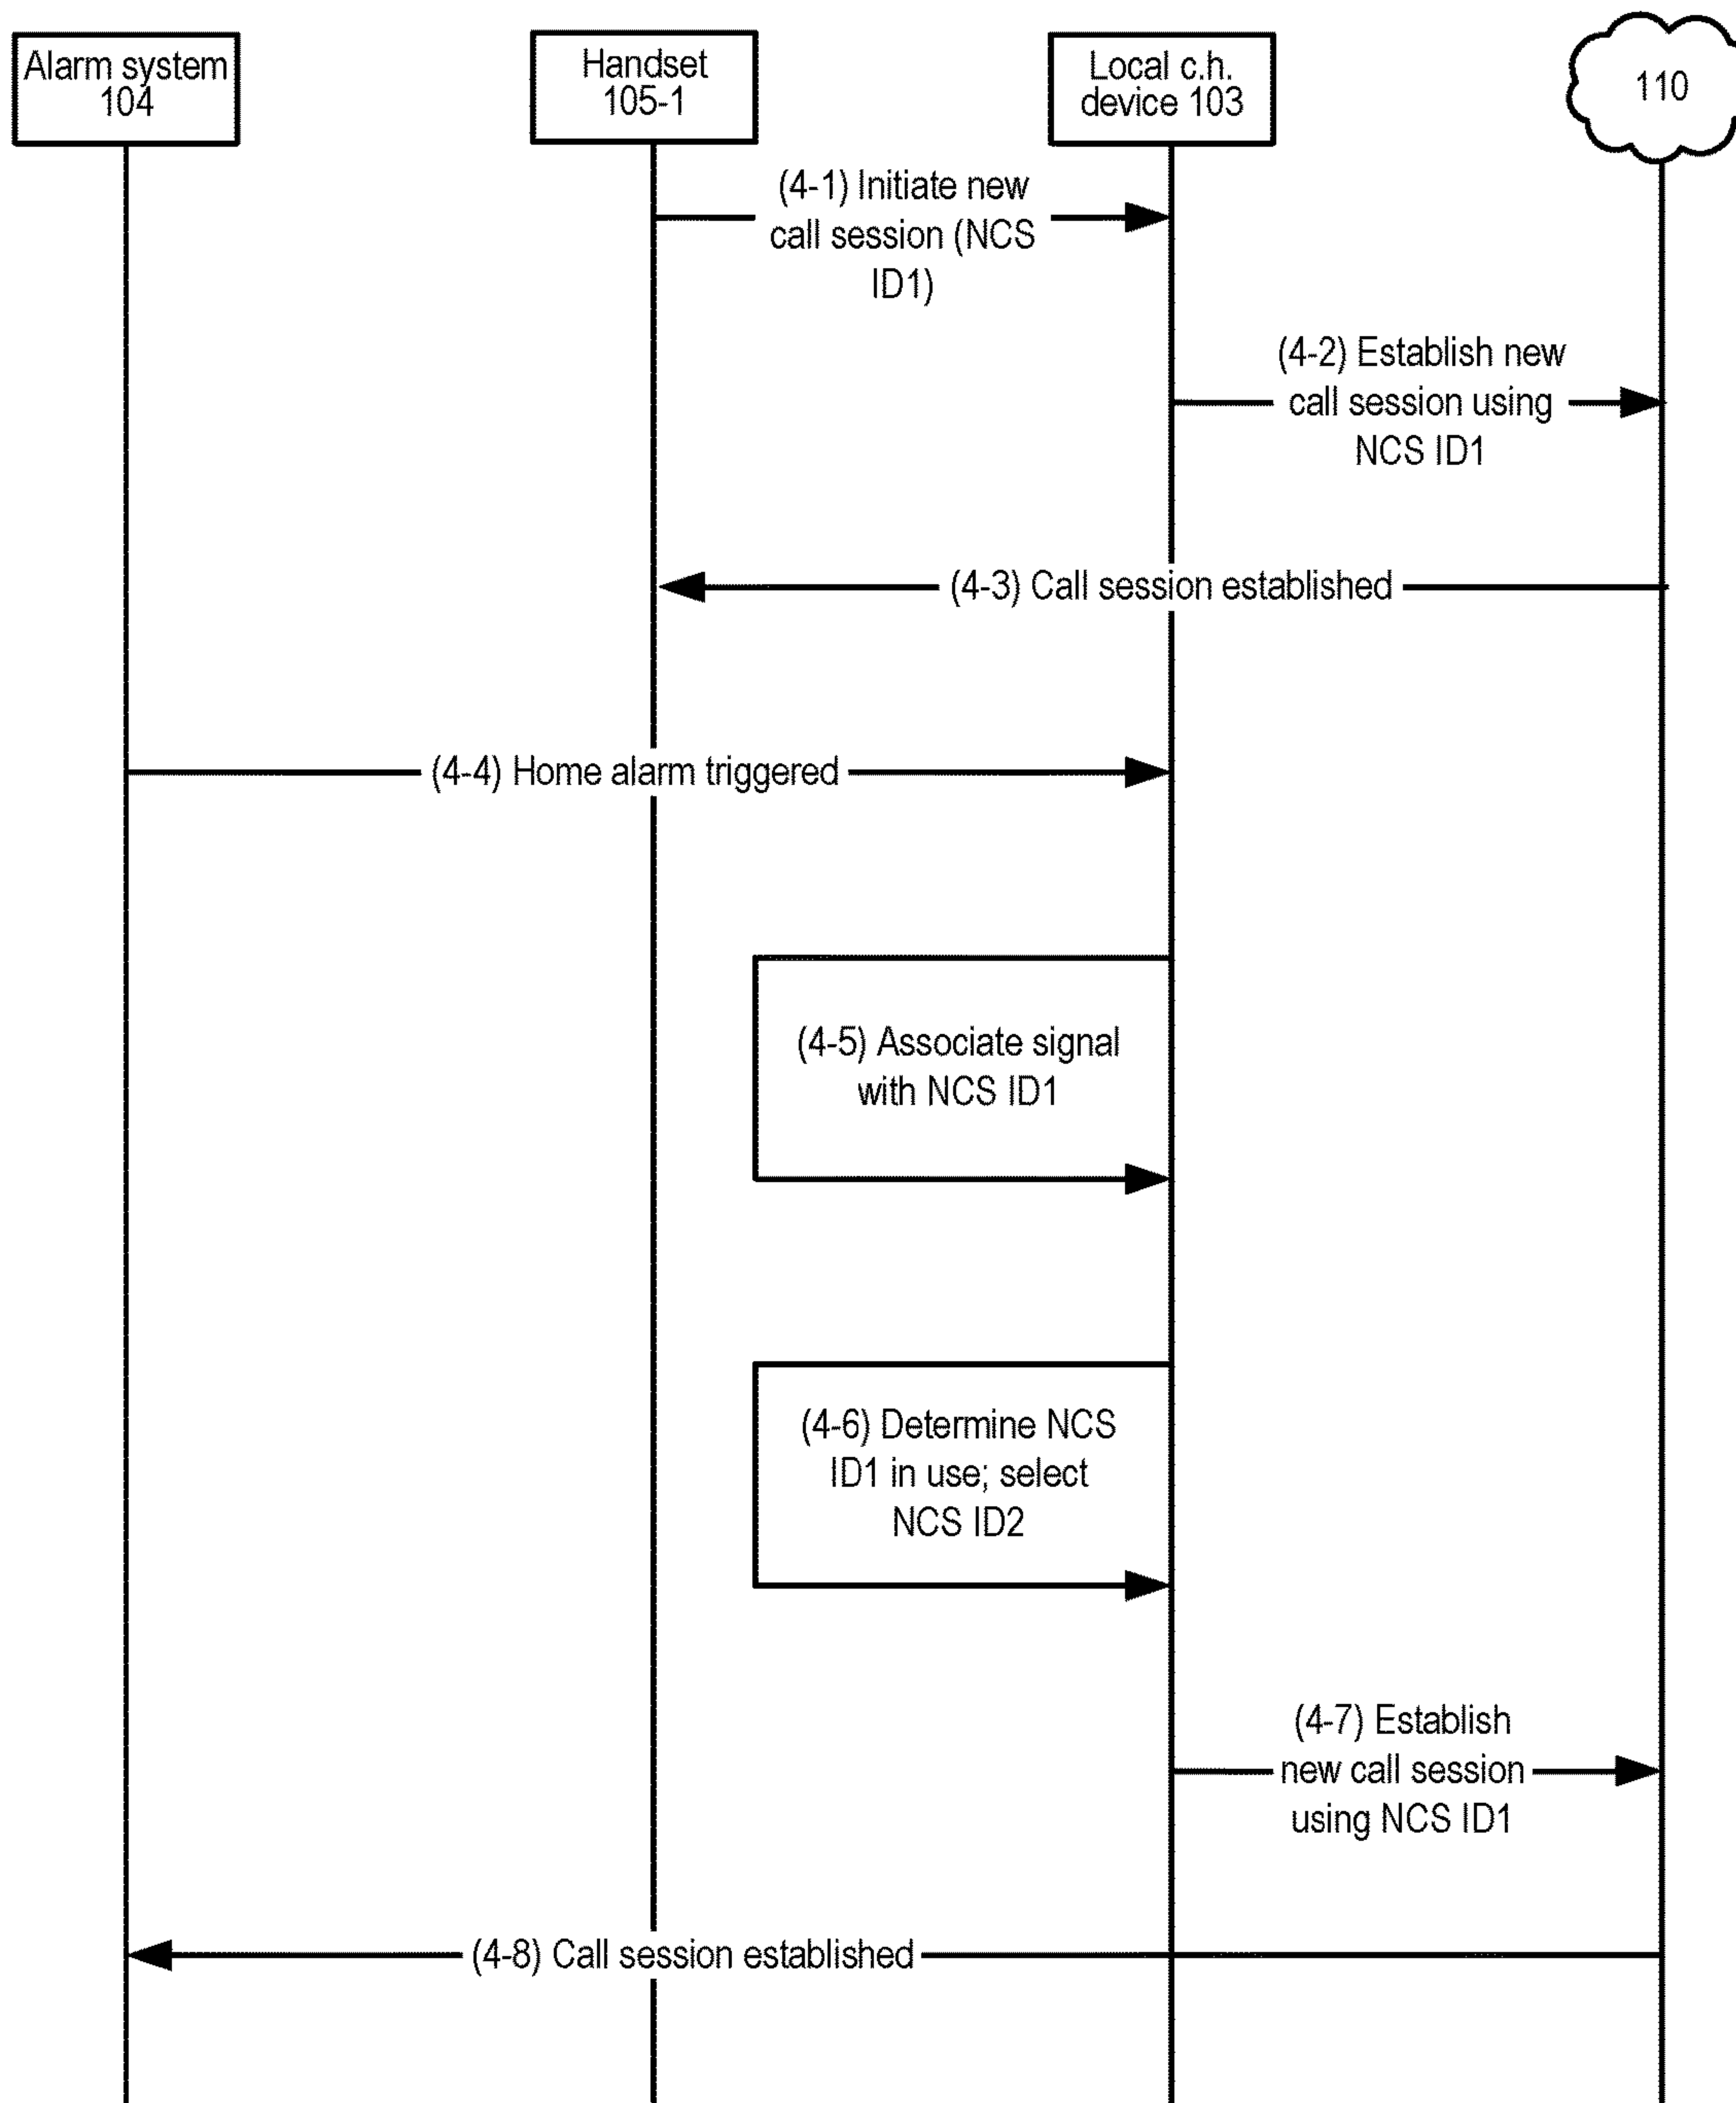 Alarm system
104
Handset
105-1
Local c.h.
device 103
110
(4-1) Initiate new
call session (NCS
ID1)
(4-2) Establish new
call session using
NCS ID1
(4-3) Call session established
(4-4) Home alarm triggered
(4-5) Associate signal
with NCS ID1
(4-6) Determine NCS
ID1 in use; select
NCS ID2
(4-7) Establish
new call session
using NCS ID1
(4-8) Call session established